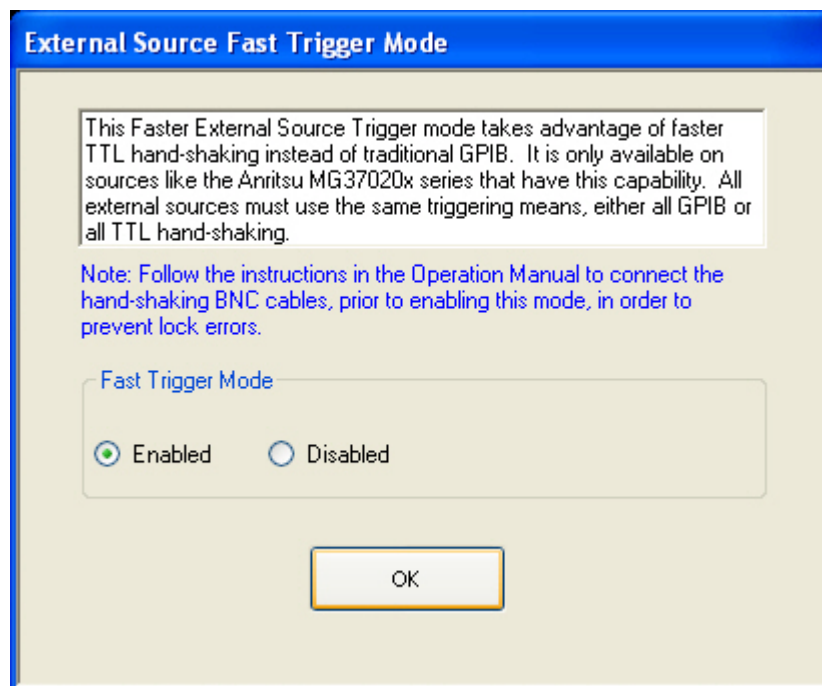 External Source Fast Trigger Mode
This Faster External Source Trigger mode takes advantage of faster
TTL hand-shaking instead of traditional GPIB.  It is only available on
sources like the Anritsu MG37020x series that have this capability.  All
external sources must use the same triggering means, either all GPIB or
all TTL hand-shaking.
Note: Follow the instructions in the Operation Manual to connect the
hand-shaking BNC cables, prior to enabling this mode, in order to
prevent lock errors.
Fast Trigger Mode
Enabled Disabled
OK